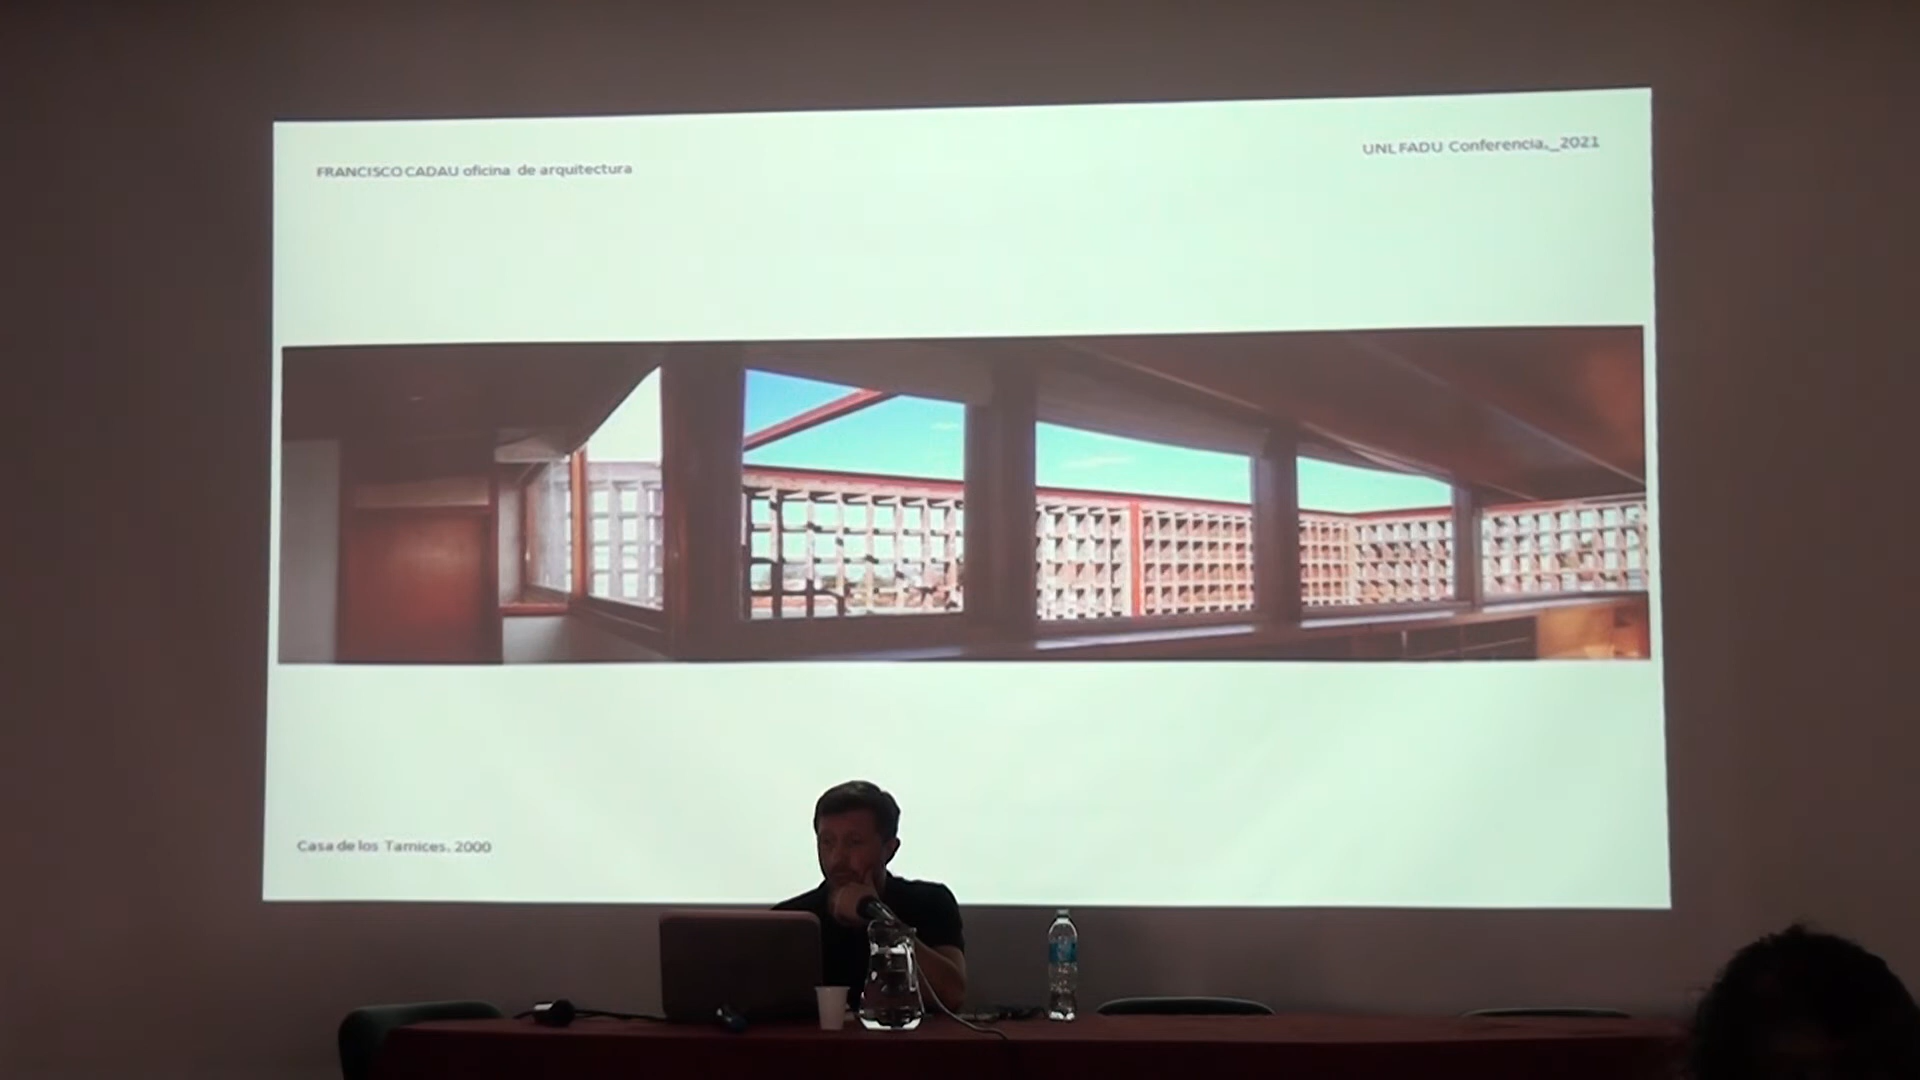 FRANCISCO CADAU oficina de arquitectura
UNL FADU Conferencia._2021
Casa de los Tamices. 2000